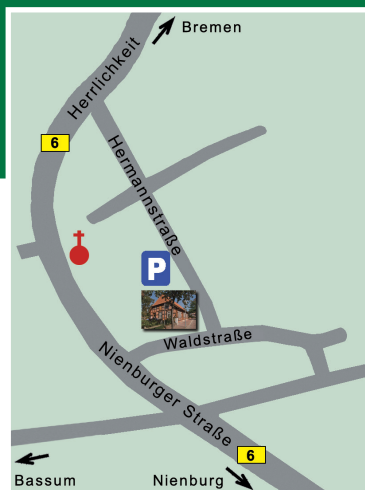 Bremen
Herrlichkeit
6
Hermannstraße
P
Waldstraße
Nienburger Straße
6
Bassum
Nienburg